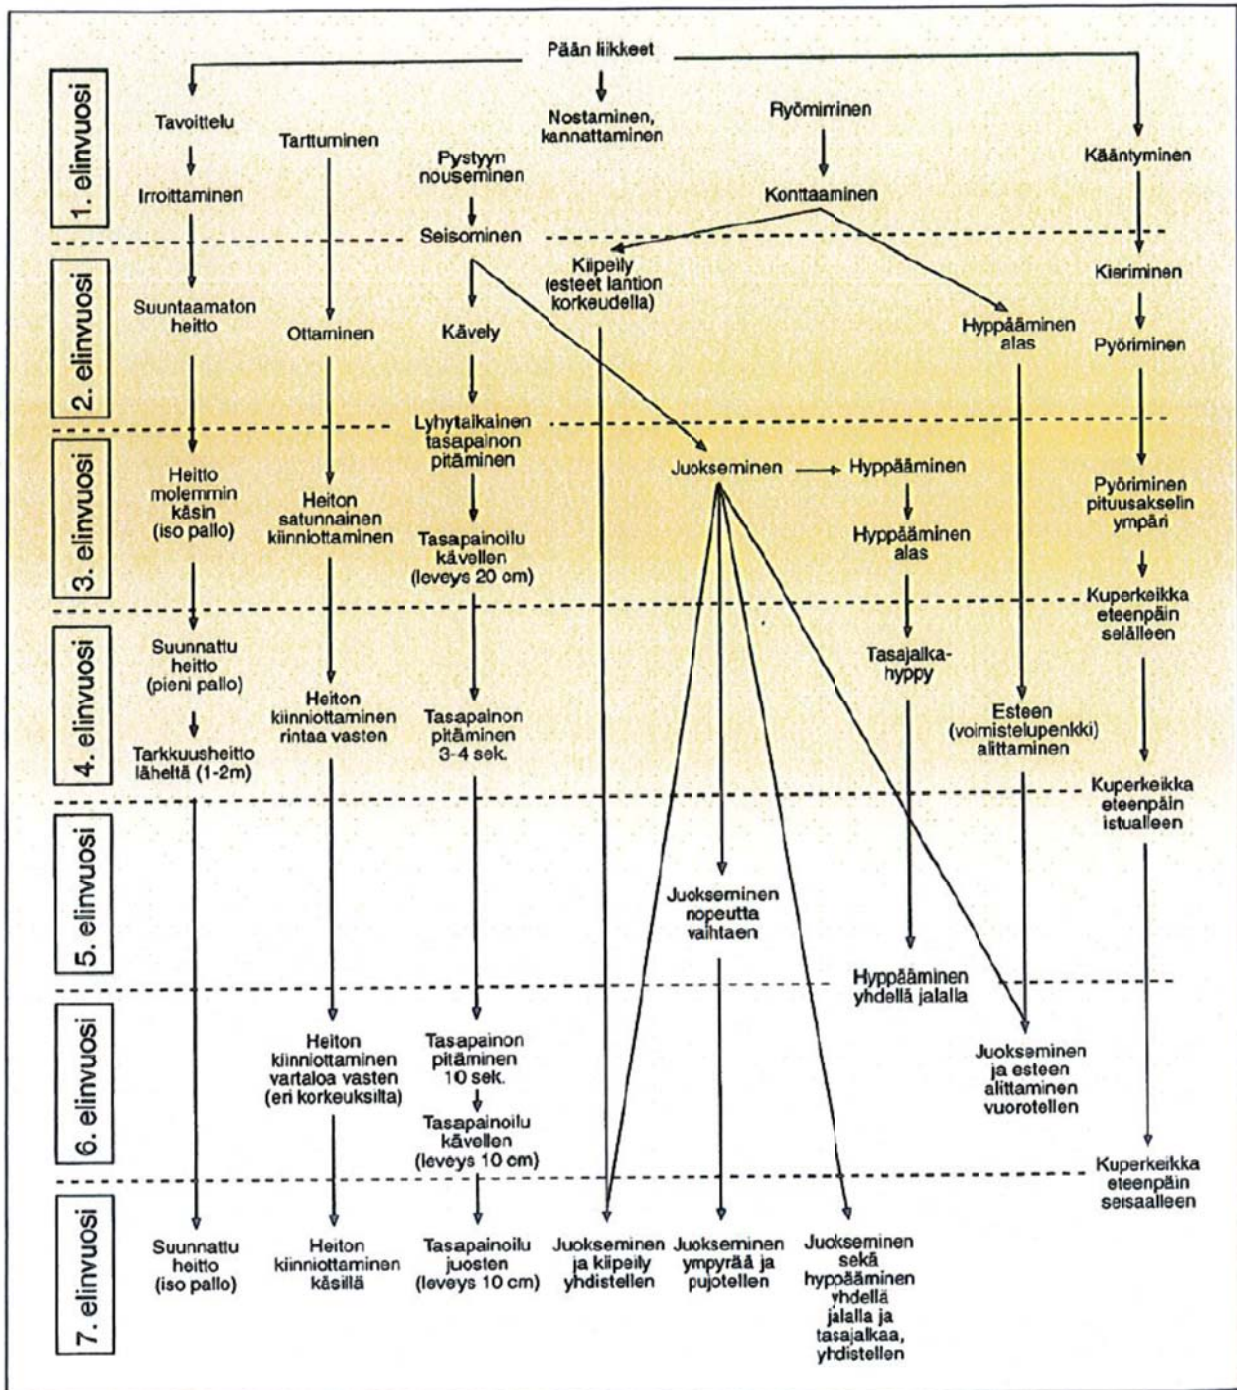 Pään liikkeet
1. elinvuosi
Tavoittelu
Tarttuminen
Nostaminen,
kannattaminen
Ryömiminen
Pystyyn
nouseminen
Kääntyminen
Irroittaminen
Konttaaminen
Seisominen
2. elinvuosi
Kiipeily
(esteet lantion
korkeudella)
Kieriminen
Suuntaamaton
heitto
Ottaminen
Kävely
Hyppääminen
alas
Pyöriminen
Lyhytaikainen
tasapainon
pitäminen
3. elinvuosi
Heitto
molemmin
käsin
(iso pallo)
Heiton
satunnainen
kiinniottaminen
Tasapainoilu
kävellen
(leveys 20 cm)
Juokseminen
Hyppääminen
Hyppääminen
alas
Pyöriminen
pituusakselin
ympäri
Kuperkeikka
eteenpäin
selälleen
4. elinvuosi
Suunnattu
heitto
(pieni pallo)
Heiton
kiinniottaminen
rintaa vasten
Tasapainon
pitäminen
3-4 sek.
Tasajalka-
hyppy
Esteen
(voimistelupenkki)
alittaminen
Tarkkuusheitto
läheltä (1-2m)
Kuperkeikka
eteenpäin
istualleen
5. elinvuosi
Juokseminen
nopeutta
vaihtaen
Hyppääminen
yhdellä jalalla
6. elinvuosi
Heiton
kiinniottaminen
vartaloa vasten
(eri korkeuksilta)
Tasapainon
pitäminen
10 sek.
Tasapainoilu
kävellen
(leveys 10 cm)
Juokseminen
ja esteen
alittaminen
vuorotellen
Kuperkeikka
eteenpäin
seisaalleen
7. elinvuosi
Suunnattu
heitto
(iso pallo)
Heiton
kiinniottaminen
käsillä
Tasapainoilu
juosten
(leveys 10 cm)
Juokseminen
ja kiipeily
yhdistellen
Juokseminen
ympyrää ja
pujotellen
Juokseminen
sekä
hyppääminen
yhdellä
jalalla ja
tasajalkaa,
yhdistellen